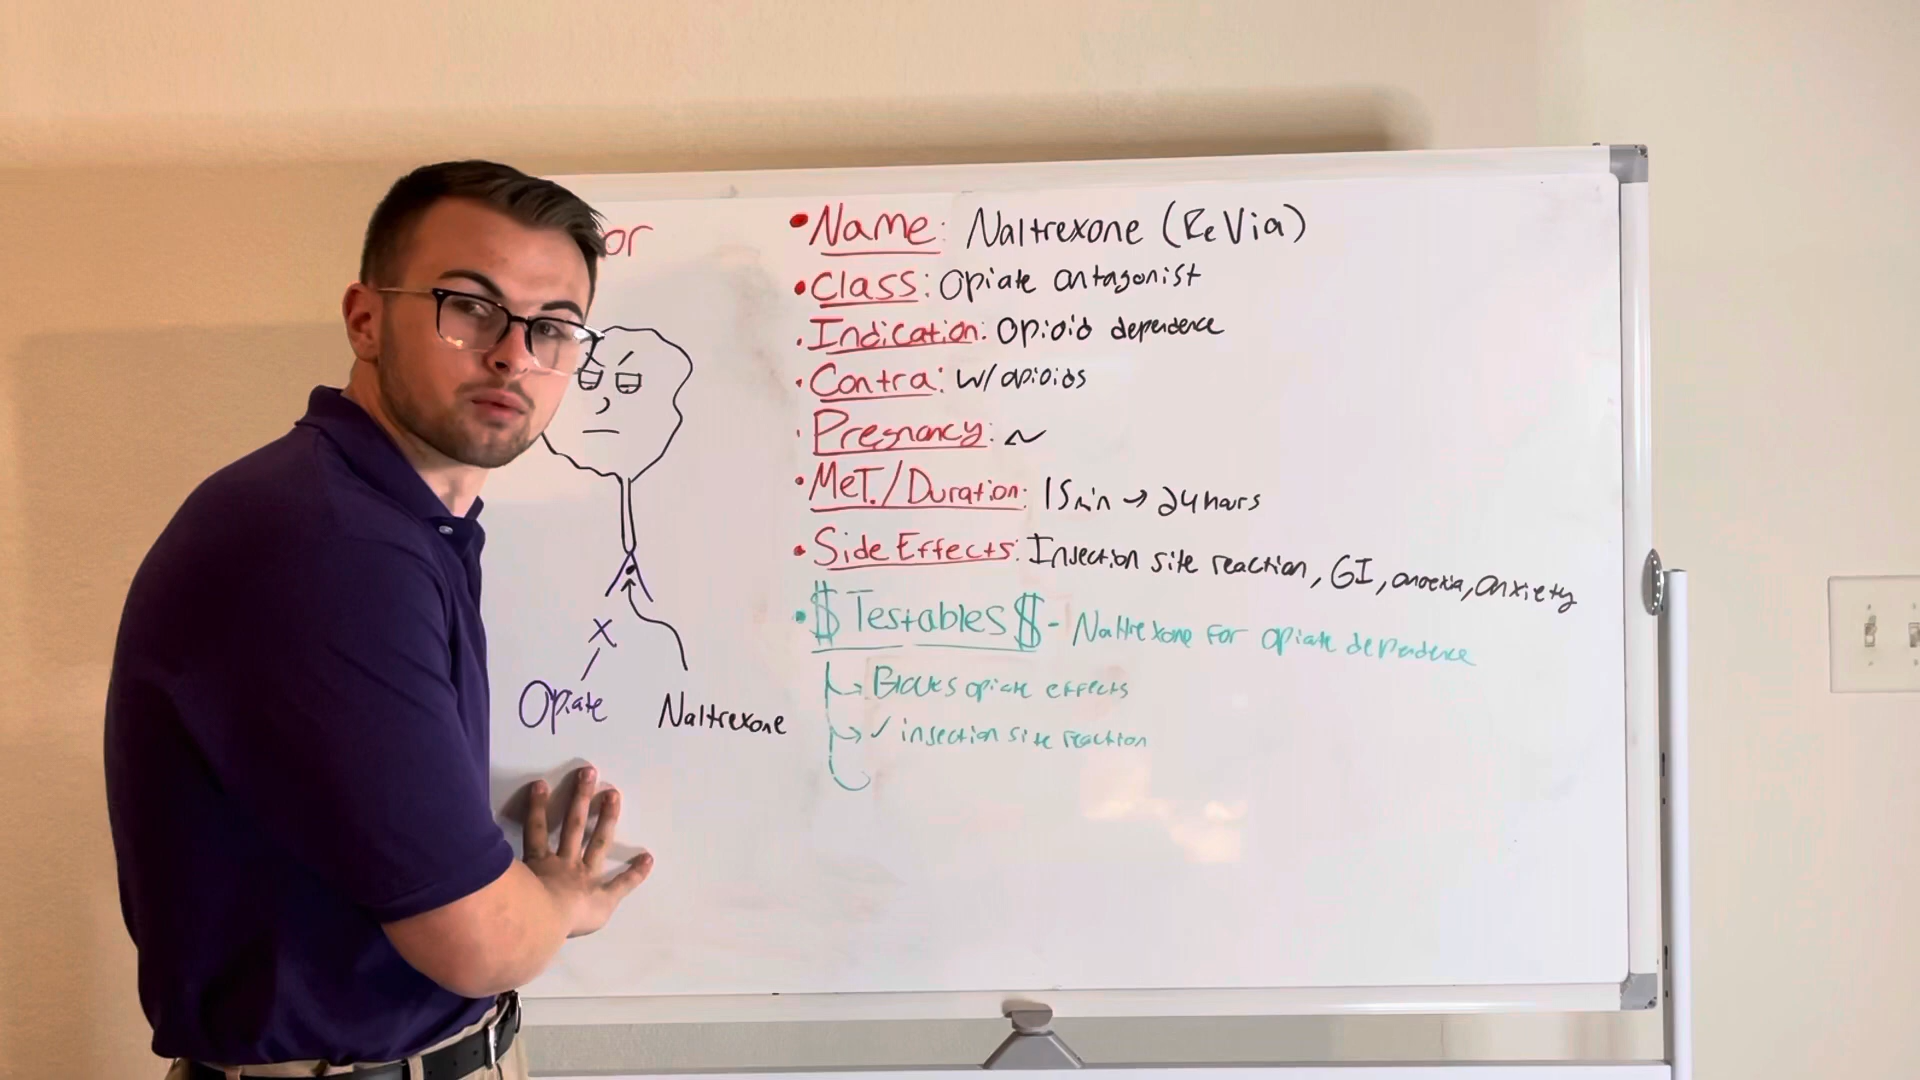 or
• Name: Naltrexone (ReVia)
• Class: Opiate antagonist
• Indication: Opioid dependence
• Contra: w/ opioids
• Pregnancy: ~
• MeT./Duration: 15min → 24 hours
• Side Effects: Injection site reaction, GI, anorexia, anxiety
• $ Testables $ - Naltrexone for opiate dependence
↳ Blocks opiate effects
↳ ✓ injection site reaction
x
Opiate
Naltrexone